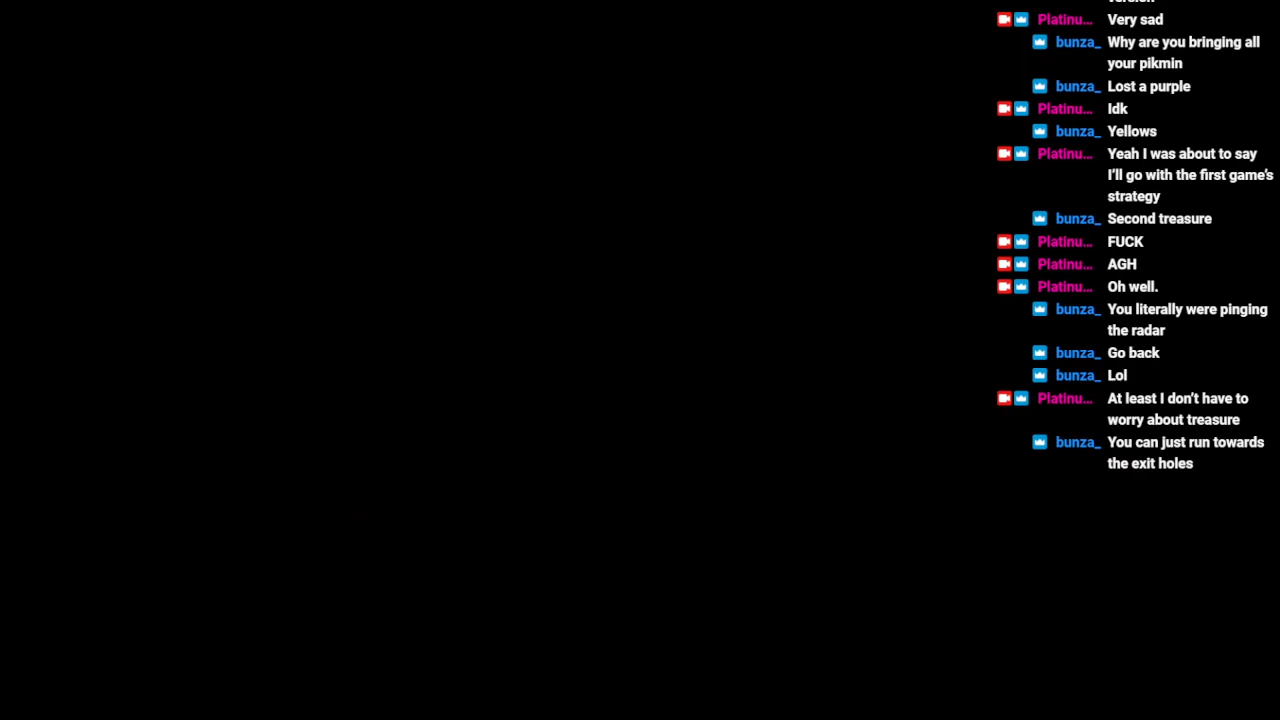 Platinu... Very sad
bunza_ Why are you bringing all
your pikmin
bunza_ Lost a purple
Platinu... Idk
bunza_ Yellows
Platinu... Yeah I was about to say
I’ll go with the first game’s
strategy
bunza_ Second treasure
Platinu... FUCK
Platinu... AGH
Platinu... Oh well.
bunza_ You literally were pinging
the radar
bunza_ Go back
bunza_ Lol
Platinu... At least I don’t have to
worry about treasure
bunza_ You can just run towards
the exit holes